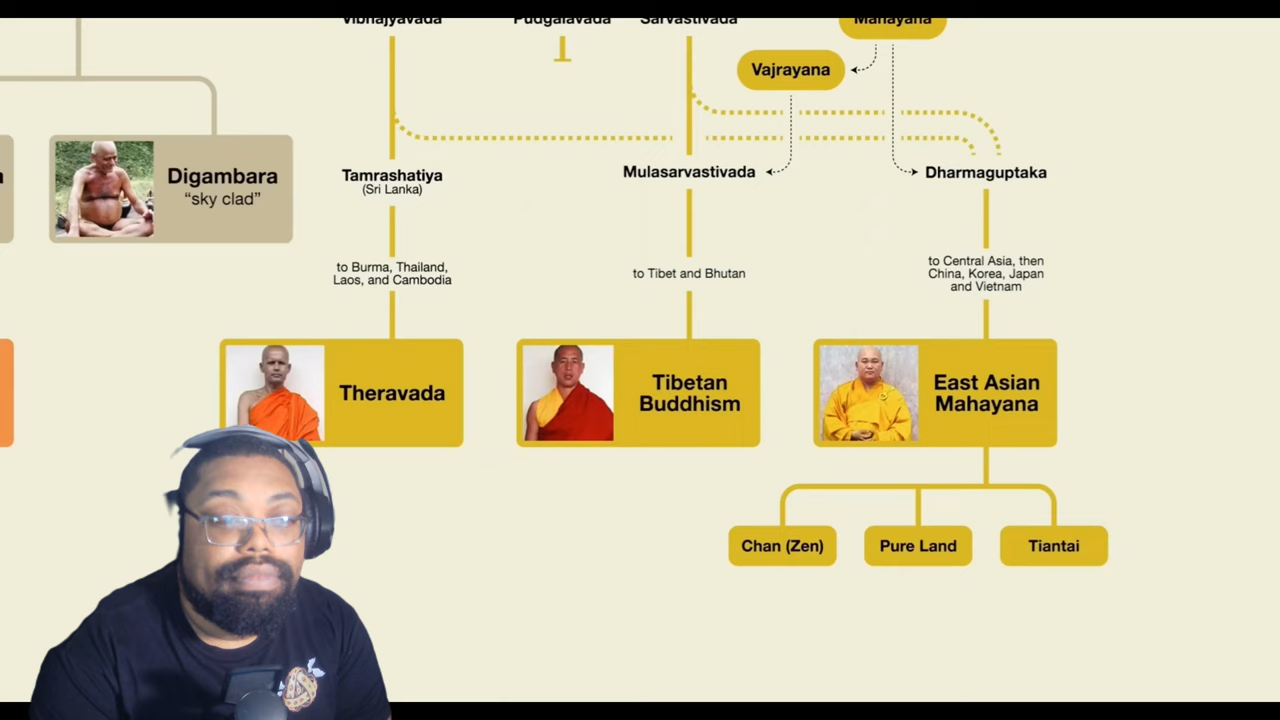 Vibhajyavada
Pudgalavada
Sarvastivada
Mahayana
Vajrayana
Digambara
“sky clad”
Tamrashatiya
(Sri Lanka)
Mulasarvastivada
Dharmaguptaka
to Burma, Thailand,
Laos, and Cambodia
to Tibet and Bhutan
to Central Asia, then
China, Korea, Japan
and Vietnam
Theravada
Tibetan
Buddhism
East Asian
Mahayana
Chan (Zen)
Pure Land
Tiantai